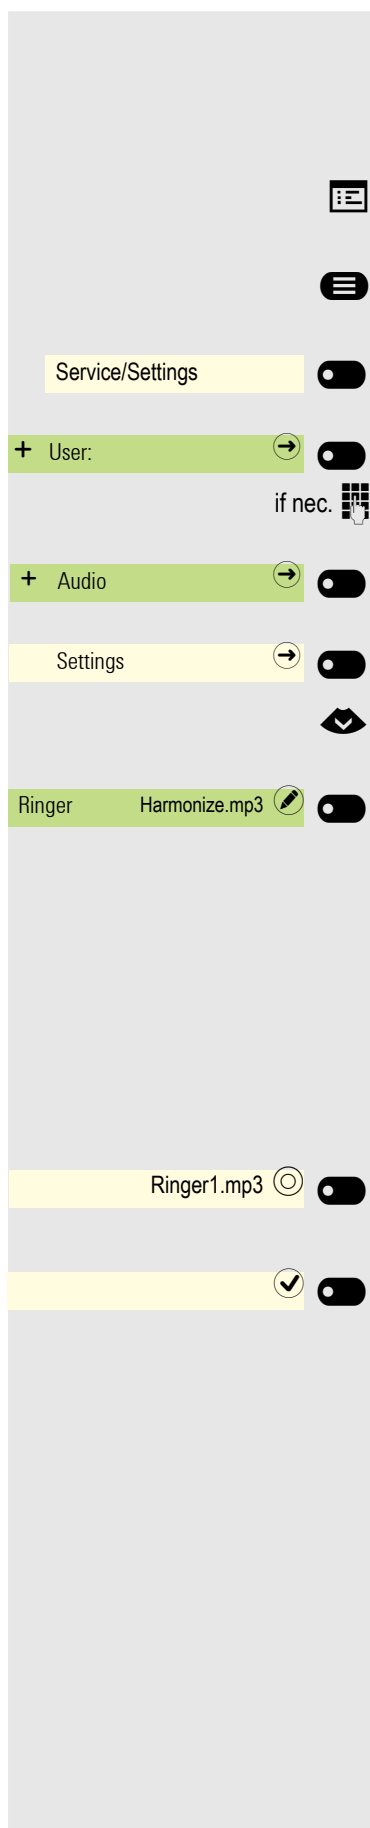 Service/Settings
+ User:
if nec.
+ Audio
Settings
Ringer Harmonize.mp3
Ringer1.mp3